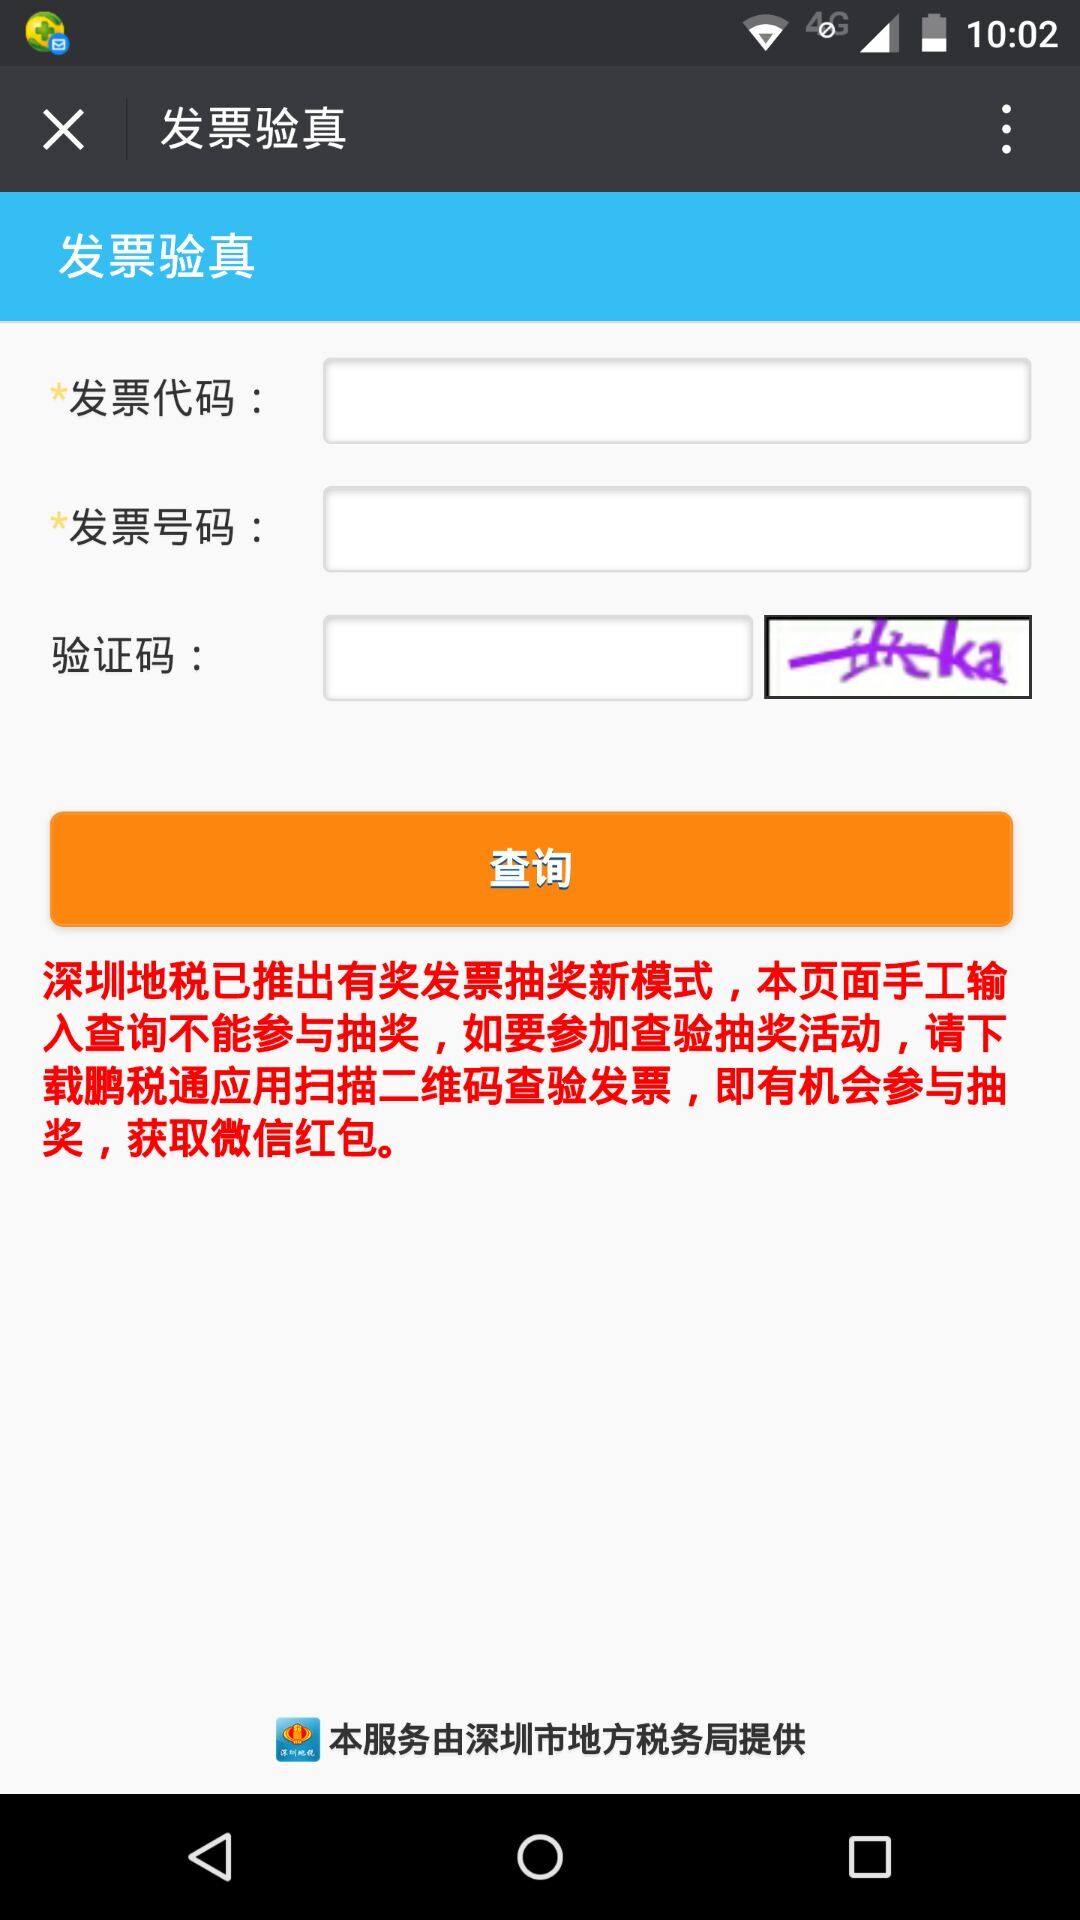 4G 10:02
发票验真
发票验真
*发票代码：
*发票号码：
验证码：
查询
深圳地税已推出有奖发票抽奖新模式，本页面手工输
入查询不能参与抽奖，如要参加查验抽奖活动，请下
载鹏税通应用扫描二维码查验发票，即有机会参与抽
奖，获取微信红包。
深圳地税 本服务由深圳市地方税务局提供